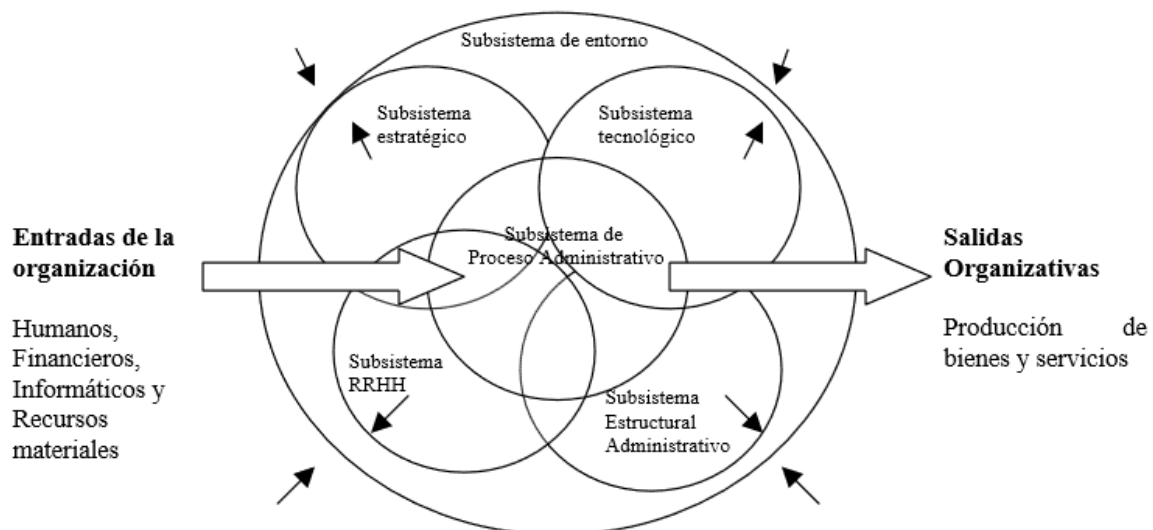 Subsistema de entorno
Subsistema
estratégico
Subsistema
tecnológico
Entradas de la
organización
Humanos,
Financieros,
Informáticos y
Recursos
materiales
Subsistema de
Proceso Administrativo
Subsistema
RRHH
Subsistema
Estructural
Administrativo
Salidas
Organizativas
Producción de
bienes y servicios